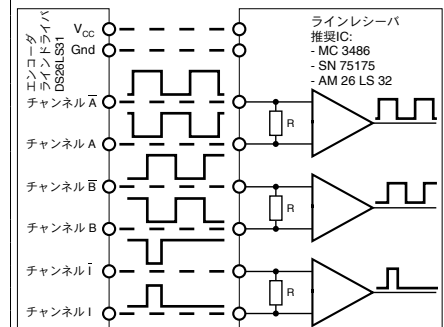 エンコーダ
ラインドライバ
DS26LS31
VCC
Gnd
チャンネル A̅
チャンネル A
チャンネル B̅
チャンネル B
チャンネル I̅
チャンネル I
ラインレシーバ
推奨IC:
- MC 3486
- SN 75175
- AM 26 LS 32
R
R
R